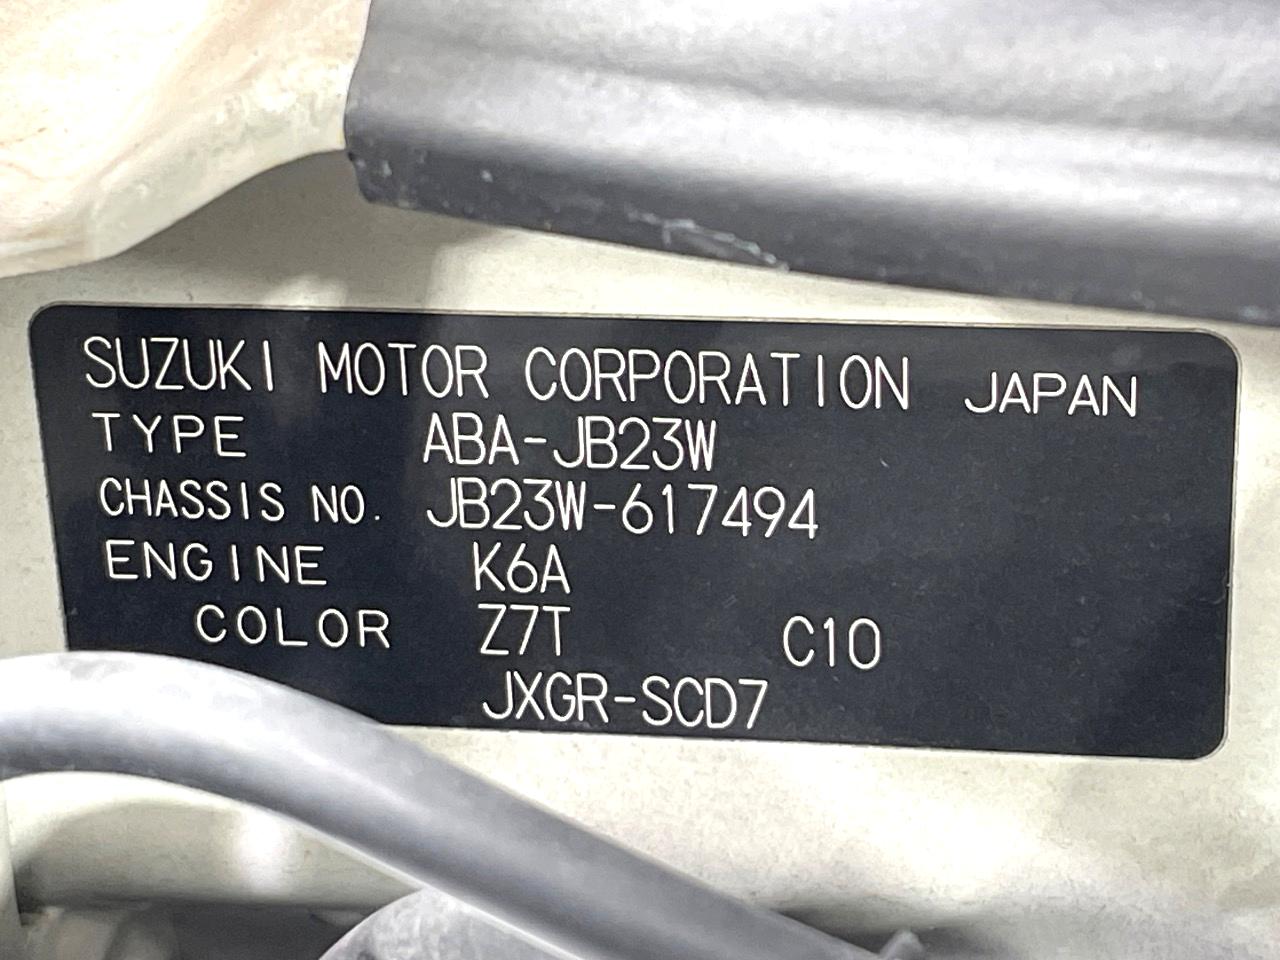 SUZUKI MOTOR CORPORATION JAPAN
TYPE ABA-JB23W
CHASSIS NO. JB23W-617494
ENGINE K6A
COLOR Z7T C10
JXGR-SCD7